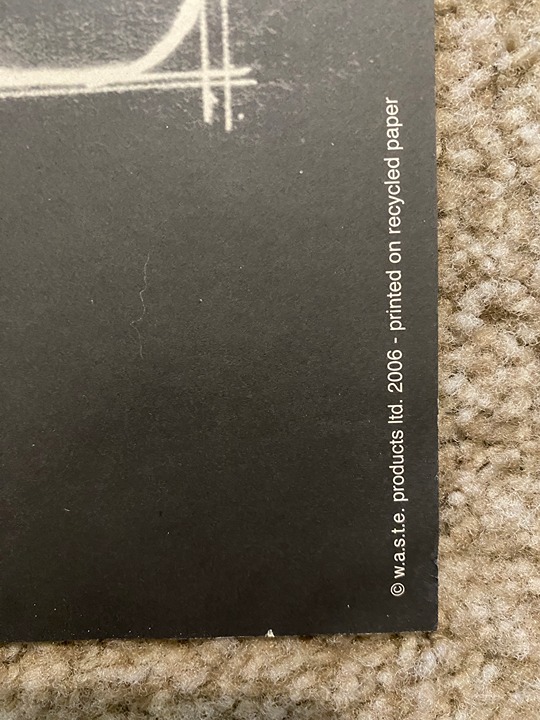 © w.a.s.t.e. products ltd. 2006 - printed on recycled paper